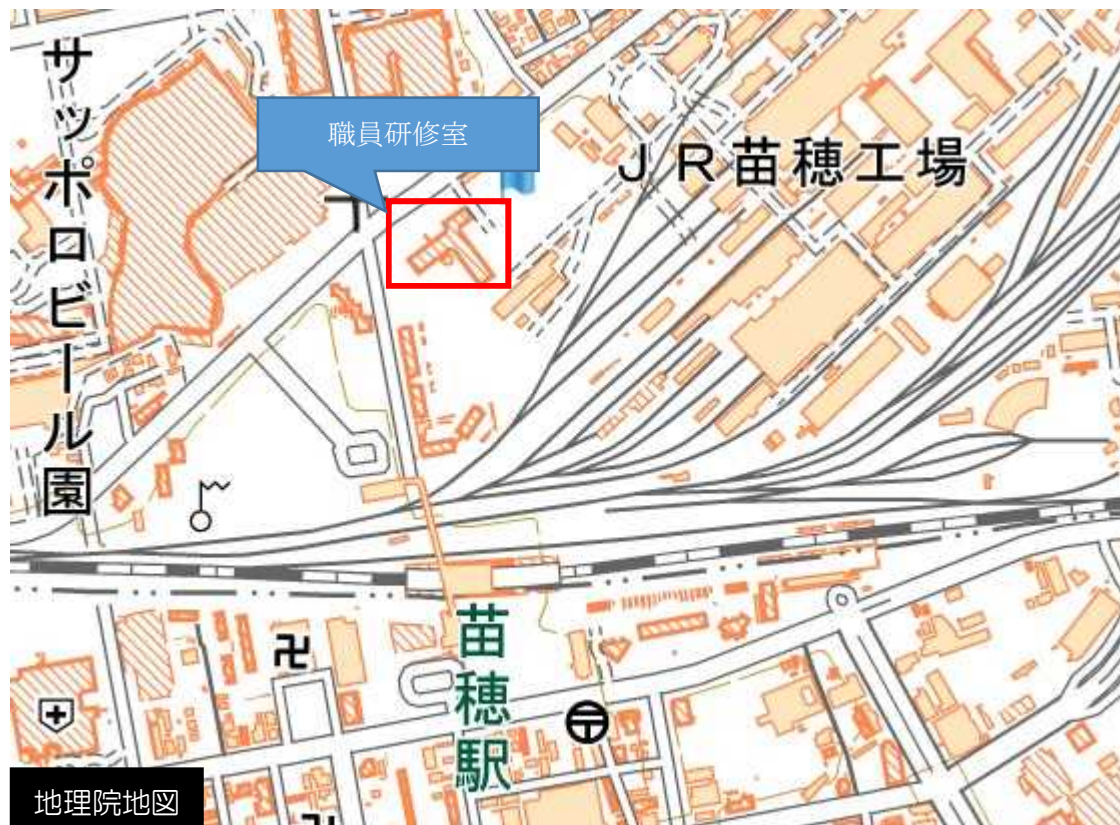 サッポロビール園
職員研修室
JR苗穂工場
苗穂駅
地理院地図